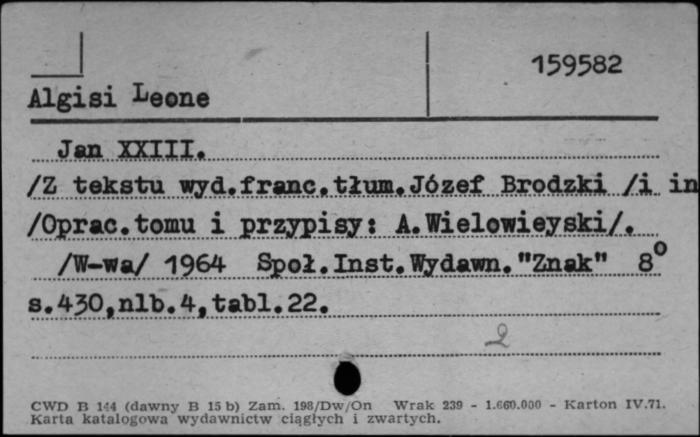 159582
Algisi Leone
Jan XXIII.
/Z tekstu wyd.franc.tłum.Józef Brodzki /i in
/Oprac.tomu i przypisy: A.Wielowieyski/.
/W-wa/ 1964 Społ.Inst.Wydawn."Znak" 8⁰
s.430,nlb.4,tabl.22.
2
CWD B 144 (dawny B 15 b) Zam. 198/Dw/On Wrak 239 - 1.660.000 - Karton IV.71.
Karta katalogowa wydawnictw ciągłych i zwartych.